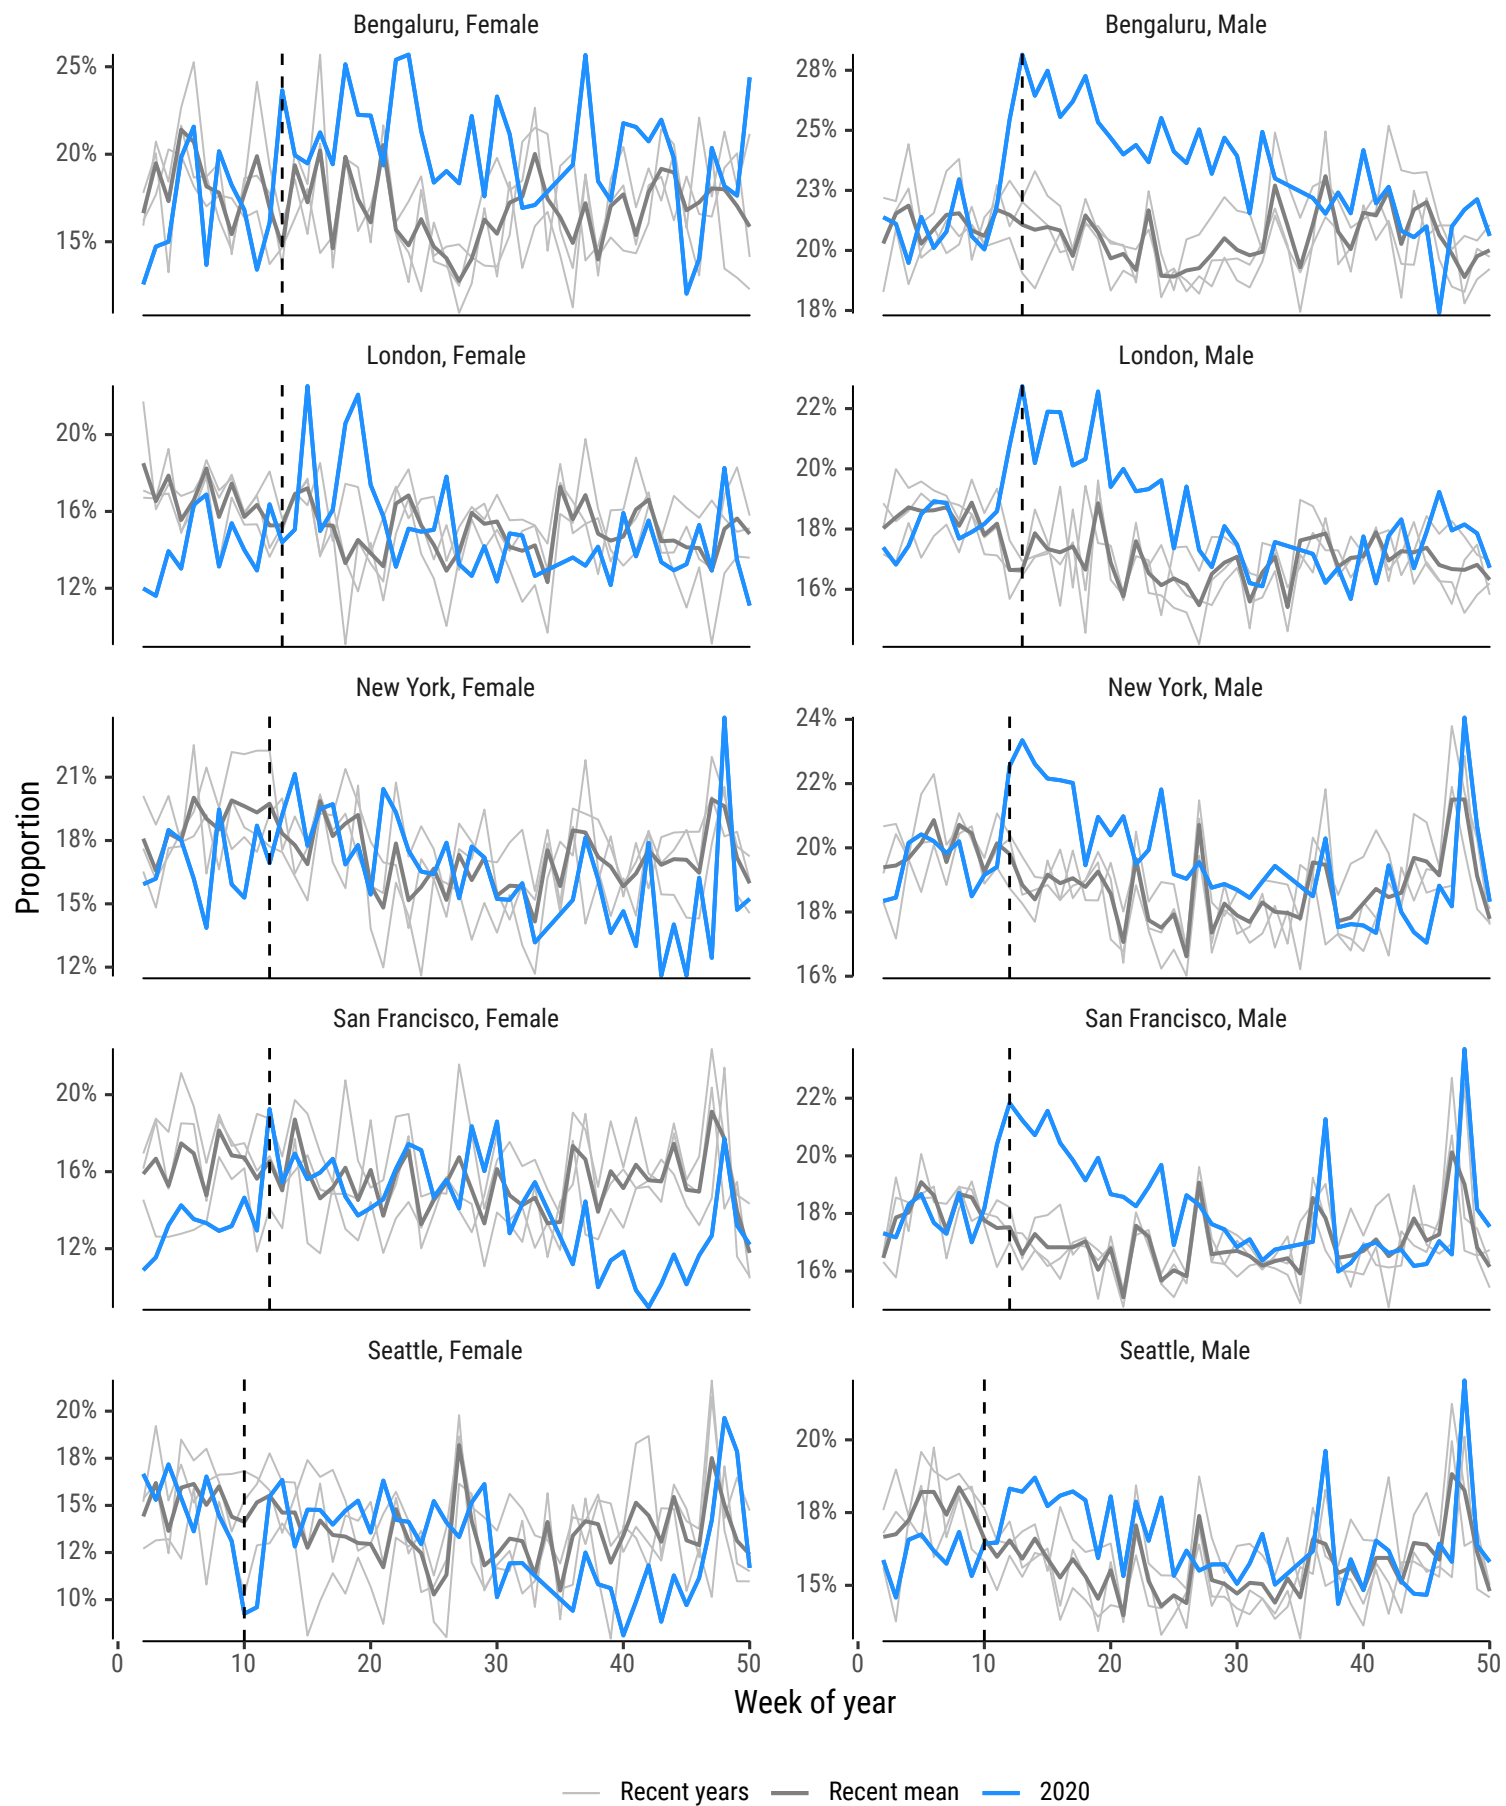 Bengaluru, Female
Bengaluru, Male
25%
20%
15%
28%
25%
23%
20%
18%
London, Female
London, Male
20%
16%
12%
22%
20%
18%
16%
New York, Female
New York, Male
21%
18%
15%
12%
24%
22%
20%
18%
16%
Proportion
San Francisco, Female
San Francisco, Male
20%
16%
12%
22%
20%
18%
16%
Seattle, Female
Seattle, Male
20%
18%
15%
12%
10%
20%
18%
15%
0 10 20 30 40 50
0 10 20 30 40 50
Week of year
Recent years Recent mean 2020